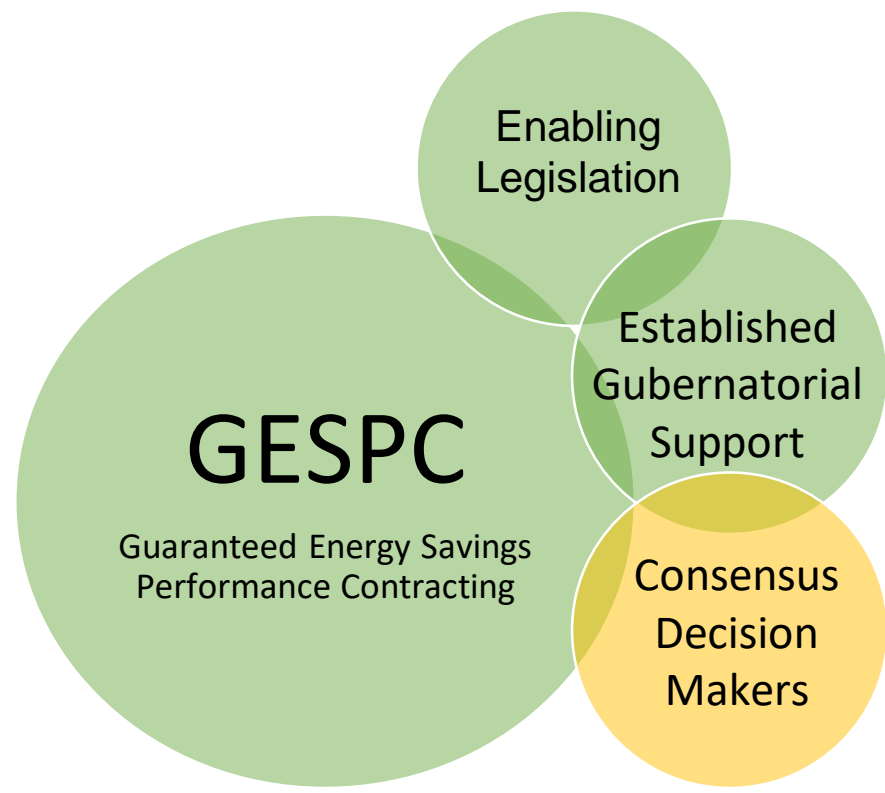 Enabling
Legislation
Established
Gubernatorial
Support
GESPC
Guaranteed Energy Savings
Performance Contracting
Consensus
Decision
Makers